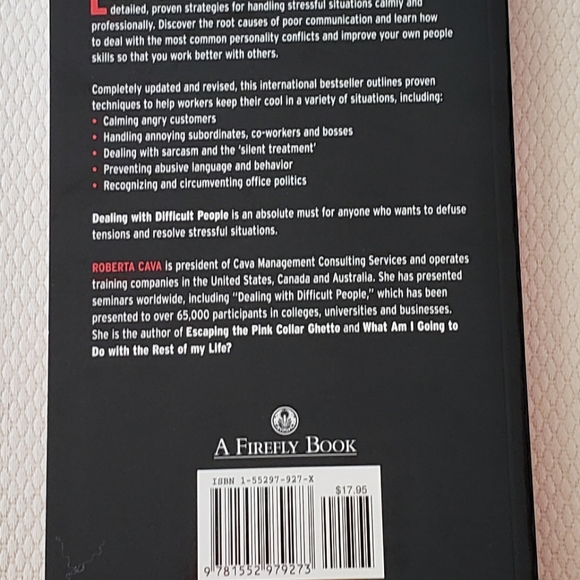 detailed, proven strategies for handling stressful situations calmly and
professionally. Discover the root causes of poor communication and learn how
to deal with the most common personality conflicts and improve your own people
skills so that you work better with others.
Completely updated and revised, this international bestseller outlines proven
techniques to help workers keep their cool in a variety of situations, including:
• Calming angry customers
• Handling annoying subordinates, co-workers and bosses
• Dealing with sarcasm and the 'silent treatment'
• Preventing abusive language and behavior
• Recognizing and circumventing office politics
Dealing with Difficult People is an absolute must for anyone who wants to defuse
tensions and resolve stressful situations.
ROBERTA CAVA is president of Cava Management Consulting Services and operates
training companies in the United States, Canada and Australia. She has presented
seminars worldwide, including "Dealing with Difficult People," which has been
presented to over 65,000 participants in colleges, universities and businesses.
She is the author of Escaping the Pink Collar Ghetto and What Am I Going to
Do with the Rest of my Life?
A FIREFLY BOOK
ISBN 1-55297-927-X
$17.95
9 781552 979273